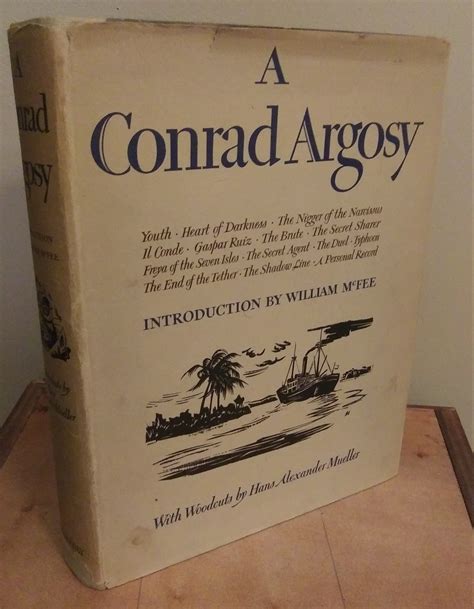 A
Conrad Argosy
Youth · Heart of Darkness · The Nigger of the Narcissus
Il Conde · Gaspar Ruiz · The Brute · The Secret Sharer
Freya of the Seven Isles · The Secret Agent · The Duel · Typhoon
The End of the Tether · The Shadow Line - A Personal Record
INTRODUCTION BY WILLIAM McFEE
With Woodcuts by Hans Alexander Mueller
A